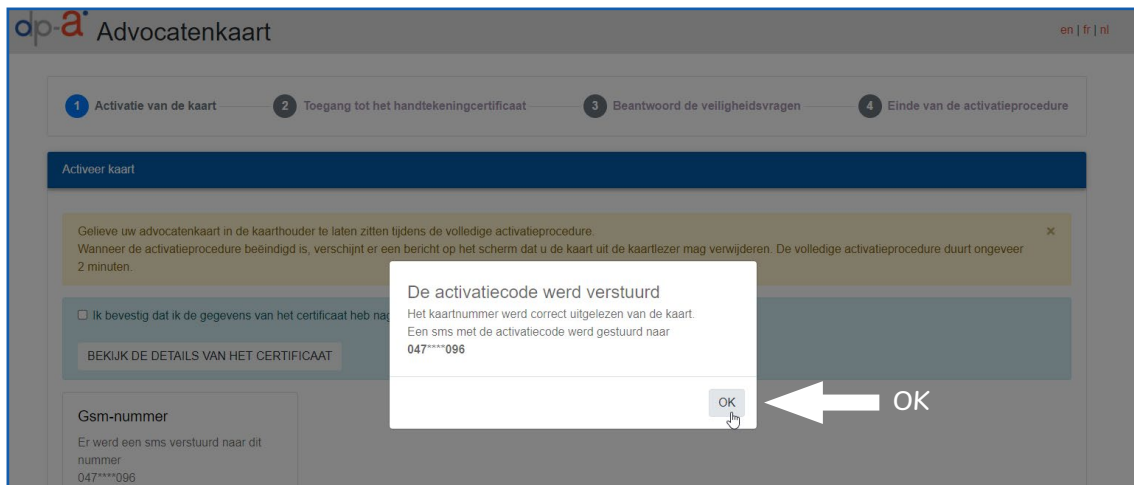 dp-a Advocatenkaart
en | fr | nl
1 Activatie van de kaart 2 Toegang tot het handtekeningcertificaat 3 Beantwoord de veiligheidsvragen 4 Einde van de activatieprocedure
Activeer kaart
Gelieve uw advocatenkaart in de kaarthouder te laten zitten tijdens de volledige activatieprocedure. ×
Wanneer de activatieprocedure beëindigd is, verschijnt er een bericht op het scherm dat u de kaart uit de kaartlezer mag verwijderen. De volledige activatieprocedure duurt ongeveer
2 minuten.
Ik bevestig dat ik de gegevens van het certificaat heb
BEKIJK DE DETAILS VAN HET CERTIFICAAT
De activatiecode werd verstuurd
Het kaartnummer werd correct uitgelezen van de kaart.
Een sms met de activatiecode werd gestuurd naar
047****096
OK
OK
Gsm-nummer
Er werd een sms verstuurd naar dit
nummer
047****096